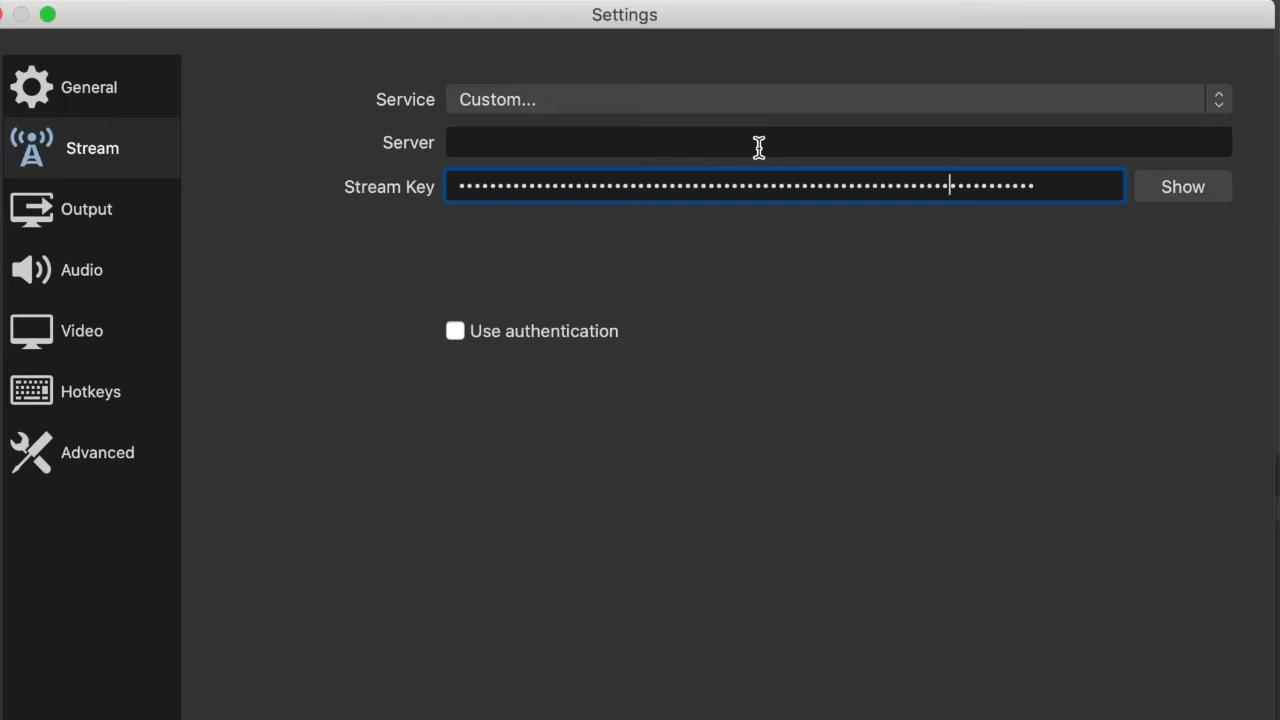 Settings
General
Stream
Output
Audio
Video
Hotkeys
Advanced
Service Custom...
Server
Stream Key ••••••••••••••••••••••••••••••••••••••••••••••••••••••••••••••••••••••••••• Show
Use authentication